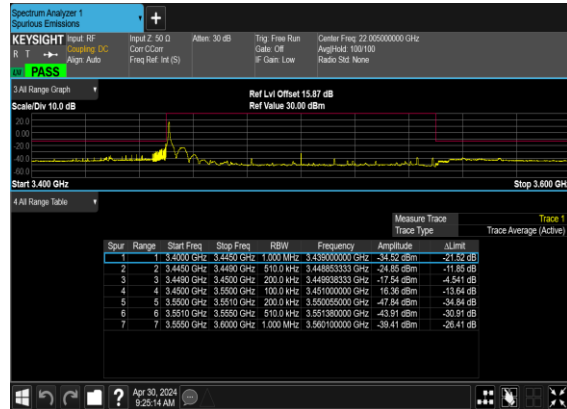 Spectrum Analyzer 1
Spurious Emissions
KEYSIGHT Input: RF Input Z: 50 Ω Atten: 30 dB Trig: Free Run Center Freq: 22.005000000 GHz
R T Coupling: DC Corr CCorr Gate: Off Avg|Hold: 100/100
Align: Auto Freq Ref: Int (S) IF Gain: Low Radio Std: None
PASS
3 All Range Graph
Ref Lvl Offset 15.87 dB
Scale/Div 10.0 dB Ref Value 30.00 dBm
20.0
0.00
-20.0
-40.0
-60.0
Start 3.400 GHz Stop 3.600 GHz
4 All Range Table
Measure Trace Trace 1
Trace Type Trace Average (Active)
Spur Range Start Freq Stop Freq RBW Frequency Amplitude ΔLimit
1 1 3.4000 GHz 3.4450 GHz 1.000 MHz 3.439000000 GHz -34.52 dBm -21.52 dB
2 2 3.4450 GHz 3.4490 GHz 510.0 kHz 3.448853333 GHz -24.85 dBm -11.85 dB
3 3 3.4490 GHz 3.4500 GHz 200.0 kHz 3.449938333 GHz -17.54 dBm -4.541 dB
4 4 3.4500 GHz 3.5500 GHz 100.0 kHz 3.451000000 GHz 16.36 dBm -13.64 dB
5 5 3.5500 GHz 3.5510 GHz 200.0 kHz 3.550055000 GHz -47.84 dBm -34.84 dB
6 6 3.5510 GHz 3.5550 GHz 510.0 kHz 3.551380000 GHz -43.91 dBm -30.91 dB
7 7 3.5550 GHz 3.6000 GHz 1.000 MHz 3.560100000 GHz -39.41 dBm -26.41 dB
Apr 30, 2024
9:25:14 AM